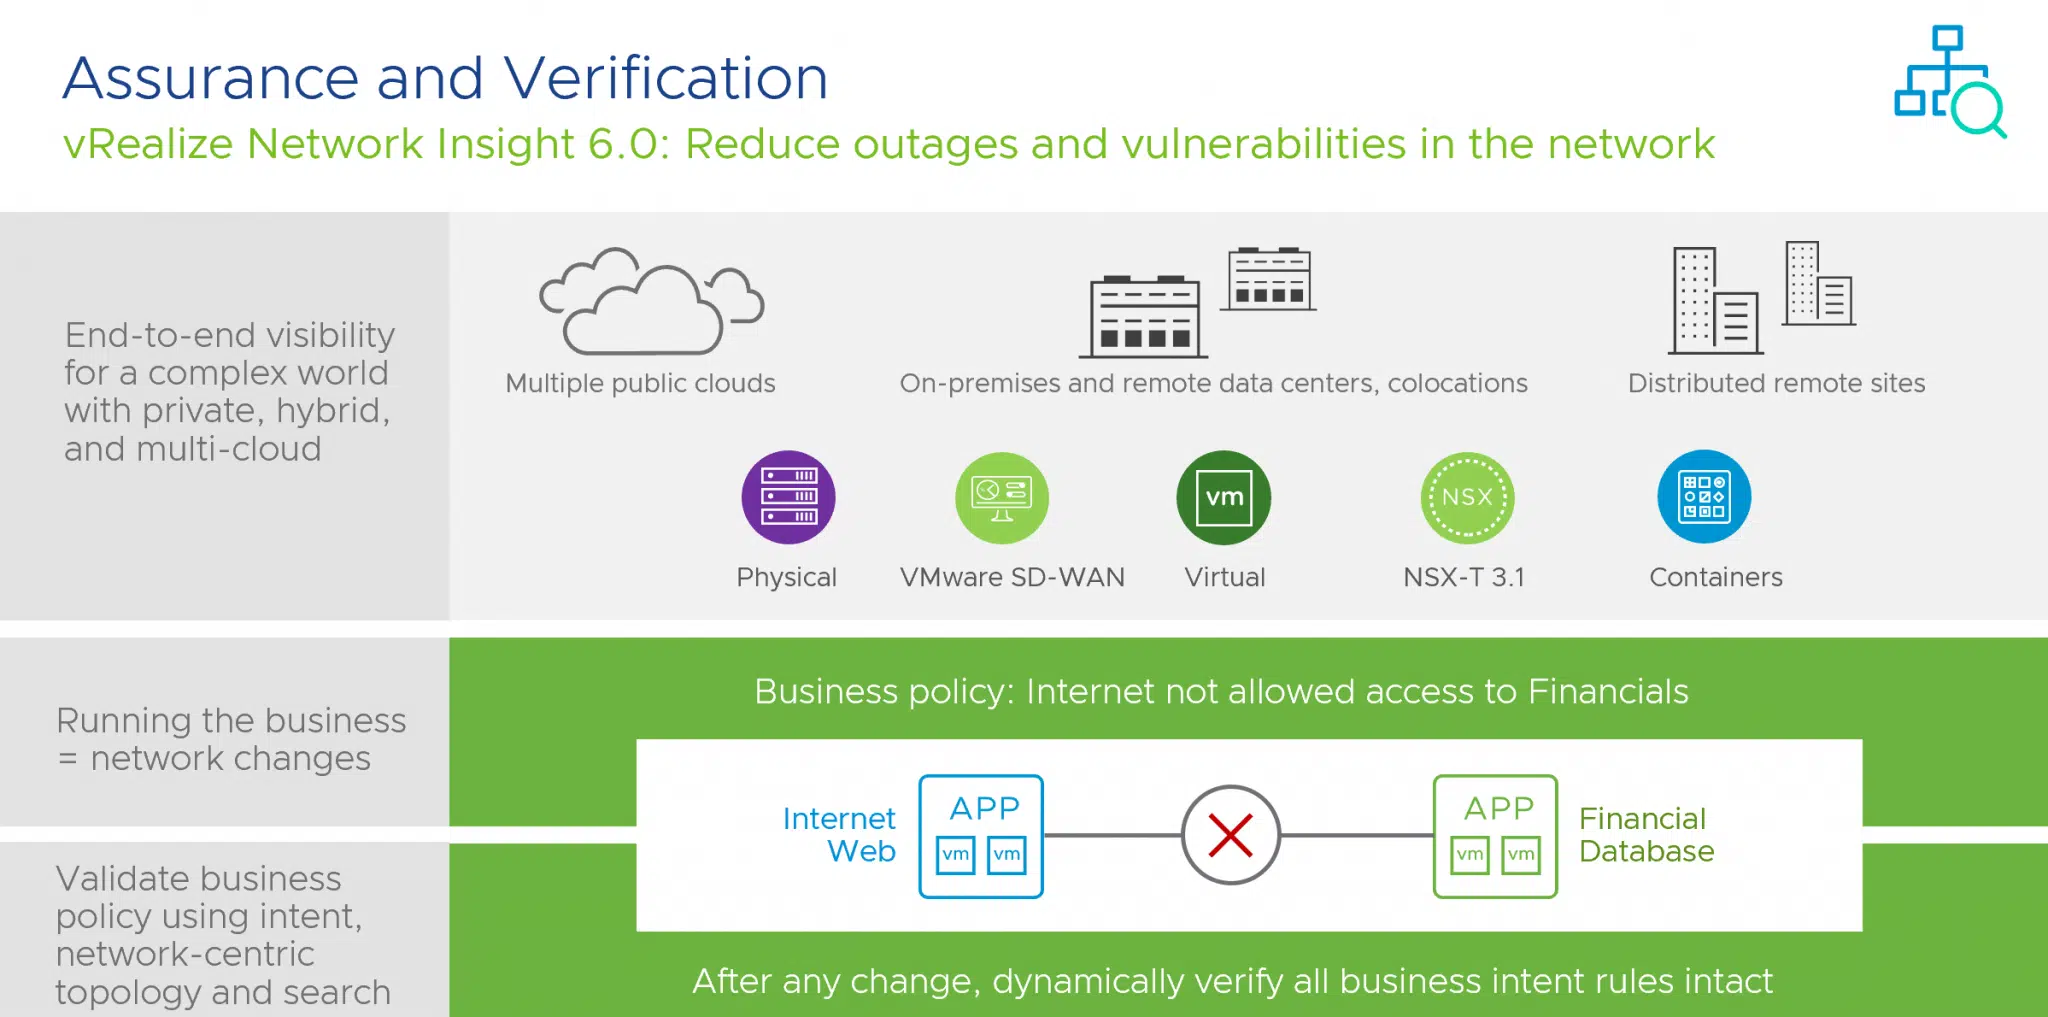 Assurance and Verification
vRealize Network Insight 6.0: Reduce outages and vulnerabilities in the network
End-to-end visibility
for a complex world
with private, hybrid,
and multi-cloud
Multiple public clouds
On-premises and remote data centers, colocations
Distributed remote sites
vm
NSX
Physical
VMware SD-WAN
Virtual
NSX-T 3.1
Containers
Running the business
= network changes
Business policy: Internet not allowed access to Financials
Internet
Web
APP
vm vm
APP
vm vm
Financial
Database
Validate business
policy using intent,
network-centric
topology and search
After any change, dynamically verify all business intent rules intact